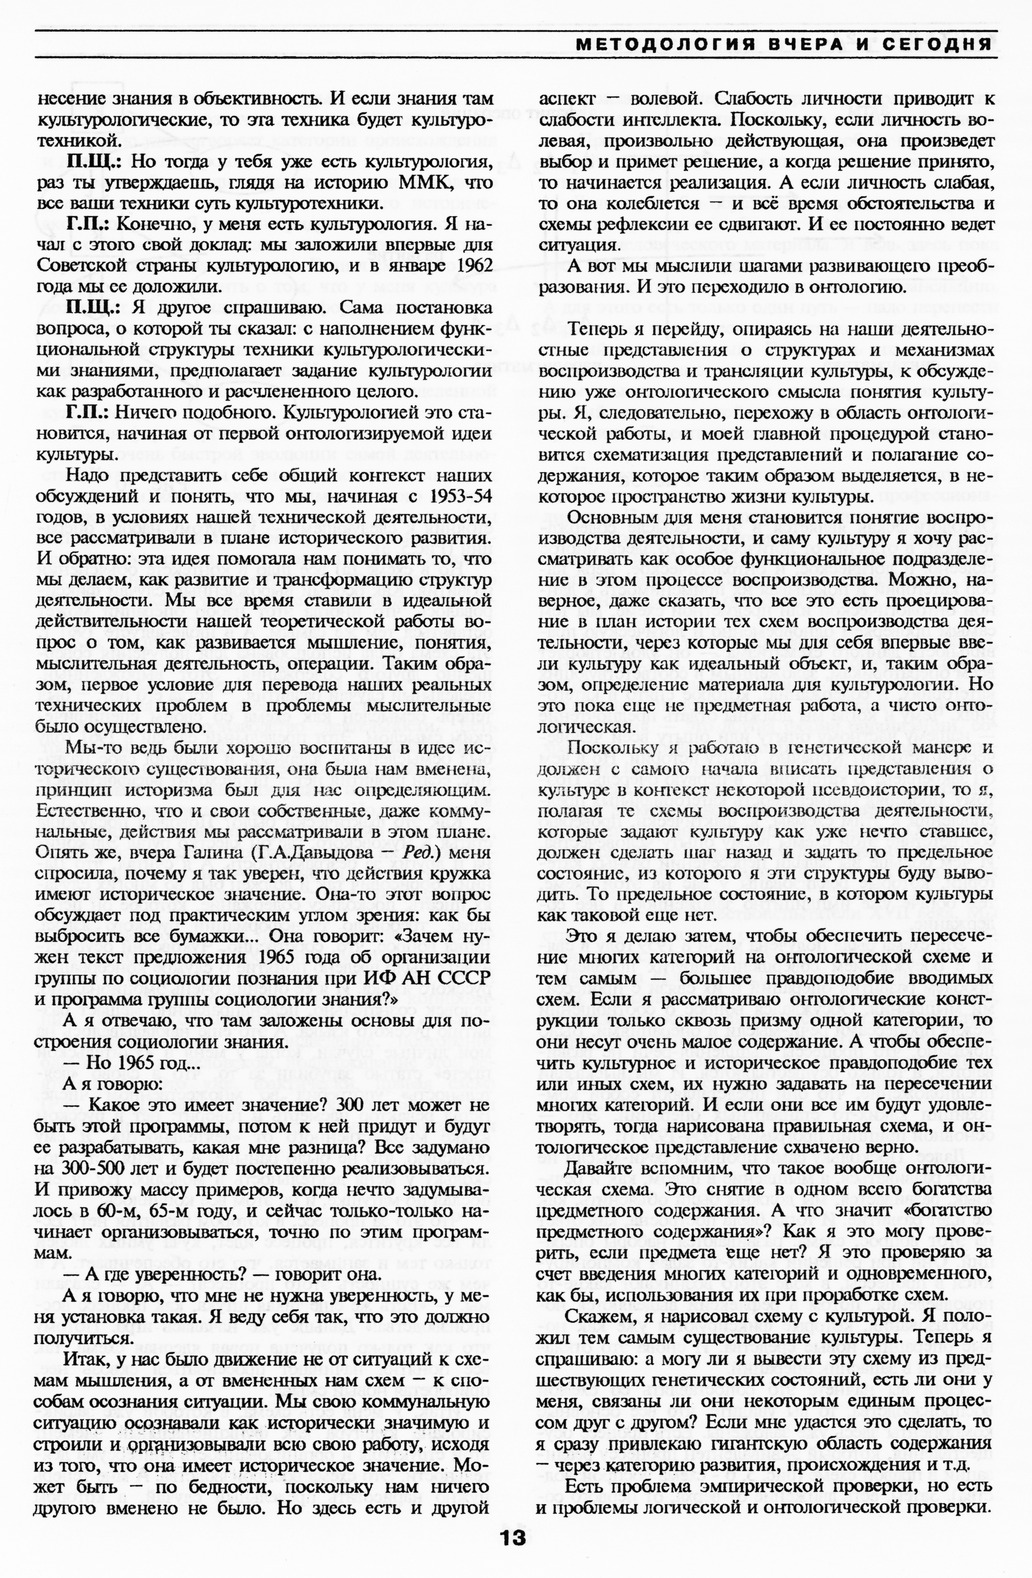 МЕТОДОЛОГИЯ ВЧЕРА И СЕГОДНЯ
несение знания в объективность. И если знания там
культурологические, то эта техника будет культуро-
техникой.
П.Щ.: Но тогда у тебя уже есть культурология,
раз ты утверждаешь, глядя на историю ММК, что
все ваши техники суть культуротехники.
Г.П.: Конечно, у меня есть культурология. Я на-
чал с этого свой доклад: мы заложили впервые для
Советской страны культурологию, и в январе 1962
года мы ее доложили.
П.Щ.: Я другое спрашиваю. Сама постановка
вопроса, о которой ты сказал: с наполнением функ-
циональной структуры техники культурологически-
ми знаниями, предполагает задание культурологии
как разработанного и расчлененного целого.
Г.П.: Ничего подобного. Культурологией это ста-
новится, начиная от первой онтологизируемой идеи
культуры.
Надо представить себе общий контекст наших
обсуждений и понять, что мы, начиная с 1953-54
годов, в условиях нашей технической деятельности,
все рассматривали в плане исторического развития.
И обратно: эта идея помогала нам понимать то, что
мы делаем, как развитие и трансформацию структур
деятельности. Мы все время ставили в идеальной
действительности нашей теоретической работы во-
прос о том, как развивается мышление, понятия,
мыслительная деятельность, операции. Таким обра-
зом, первое условие для перевода наших реальных
технических проблем в проблемы мыслительные
было осуществлено.
Мы-то ведь были хорошо воспитаны в идее ис-
торического существования, она была нам вменена,
принцип историзма был для нас определяющим.
Естественно, что и свои собственные, даже комму-
нальные, действия мы рассматривали в этом плане.
Опять же, вчера Галина (Г.А.Давыдова − Ред.) меня
спросила, почему я так уверен, что действия кружка
имеют историческое значение. Она-то этот вопрос
обсуждает под практическим углом зрения: как бы
выбросить все бумажки... Она говорит: «Зачем ну-
жен текст предложения 1965 года об организации
группы по социологии познания при ИФ АН СССР
и программа группы социологии знания?»
А я отвечаю, что там заложены основы для по-
строения социологии знания.
— Но 1965 год...
А я говорю:
— Какое это имеет значение? 300 лет может не
быть этой программы, потом к ней придут и будут
ее разрабатывать, какая мне разница? Все задумано
на 300-500 лет и будет постепенно реализовываться.
И привожу массу примеров, когда нечто задумыва-
лось в 60-м, 65-м году, и сейчас только-только на-
чинает организовываться, точно по этим програм-
мам.
— А где уверенность? — говорит она.
А я говорю, что мне не нужна уверенность, у ме-
ня установка такая. Я веду себя так, что это должно
получиться.
Итак, у нас было движение не от ситуаций к схе-
мам мышления, а от вмененных нам схем − к спо-
собам осознания ситуации. Мы свою коммунальную
ситуацию осознавали как исторически значимую и
строили и организовывали всю свою работу, исходя
из того, что она имеет историческое значение. Мо-
жет быть − по бедности, поскольку нам ничего
другого вменено не было. Но здесь есть и другой
аспект − волевой. Слабость личности приводит к
слабости интеллекта. Поскольку, если личность во-
левая, произвольно действующая, она произведет
выбор и примет решение, а когда решение принято,
то начинается реализация. А если личность слабая,
то она колеблется − и всё время обстоятельства и
схемы рефлексии ее сдвигают. И ее постоянно ведет
ситуация.
А вот мы мыслили шагами развивающего преоб-
разования. И это переходило в онтологию.
Теперь я перейду, опираясь на наши деятельно-
стные представления о структурах и механизмах
воспроизводства и трансляции культуры, к обсужде-
нию уже онтологического смысла понятия культу-
ры. Я, следовательно, перехожу в область онтологи-
ческой работы, и моей главной процедурой стано-
вится схематизация представлений и полагание со-
держания, которое таким образом выделяется, в не-
которое пространство жизни культуры.
Основным для меня становится понятие воспро-
изводства деятельности, и саму культуру я хочу рас-
сматривать как особое функциональное подразделе-
ние в этом процессе воспроизводства. Можно, на-
верное, даже сказать, что все это есть проецирова-
ние в план истории тех схем воспроизводства дея-
тельности, через которые мы для себя впервые вве-
ли культуру как идеальный объект, и, таким обра-
зом, определение материала для культурологии. Но
это пока еще не предметная работа, а чисто онто-
логическая.
Поскольку я работаю в генетической манере и
должен с самого начала вписать представления о
культуре в контекст некоторой псевдоистории, то я,
полагая те схемы воспроизводства деятельности,
которые задают культуру как уже нечто ставшее,
должен сделать шаг назад и задать то предельное
состояние, из которого я эти структуры буду выво-
дить. То предельное состояние, в котором культуры
как таковой еще нет.
Это я делаю затем, чтобы обеспечить пересече-
ние многих категорий на онтологической схеме и
тем самым — большее правдоподобие вводимых
схем. Если я рассматриваю онтологические конст-
рукции только сквозь призму одной категории, то
они несут очень малое содержание. А чтобы обеспе-
чить культурное и историческое правдоподобие тех
или иных схем, их нужно задавать на пересечении
многих категорий. И если они все им будут удовле-
творять, тогда нарисована правильная схема, и он-
тологическое представление схвачено верно.
Давайте вспомним, что такое вообще онтологи-
ческая схема. Это снятие в одном всего богатства
предметного содержания. А что значит «богатство
предметного содержания»? Как я это могу прове-
рить, если предмета еще нет? Я это проверяю за
счет введения многих категорий и одновременного,
как бы, использования их при проработке схем.
Скажем, я нарисовал схему с культурой. Я поло-
жил тем самым существование культуры. Теперь я
спрашиваю: а могу ли я вывести эту схему из пред-
шествующих генетических состояний, есть ли они у
меня, связаны ли они некоторым единым процес-
сом друг с другом? Если мне удастся это сделать, то
я сразу привлекаю гигантскую область содержания
− через категорию развития, происхождения и т.д.
Есть проблема эмпирической проверки, но есть
и проблемы логической и онтологической проверки.
13